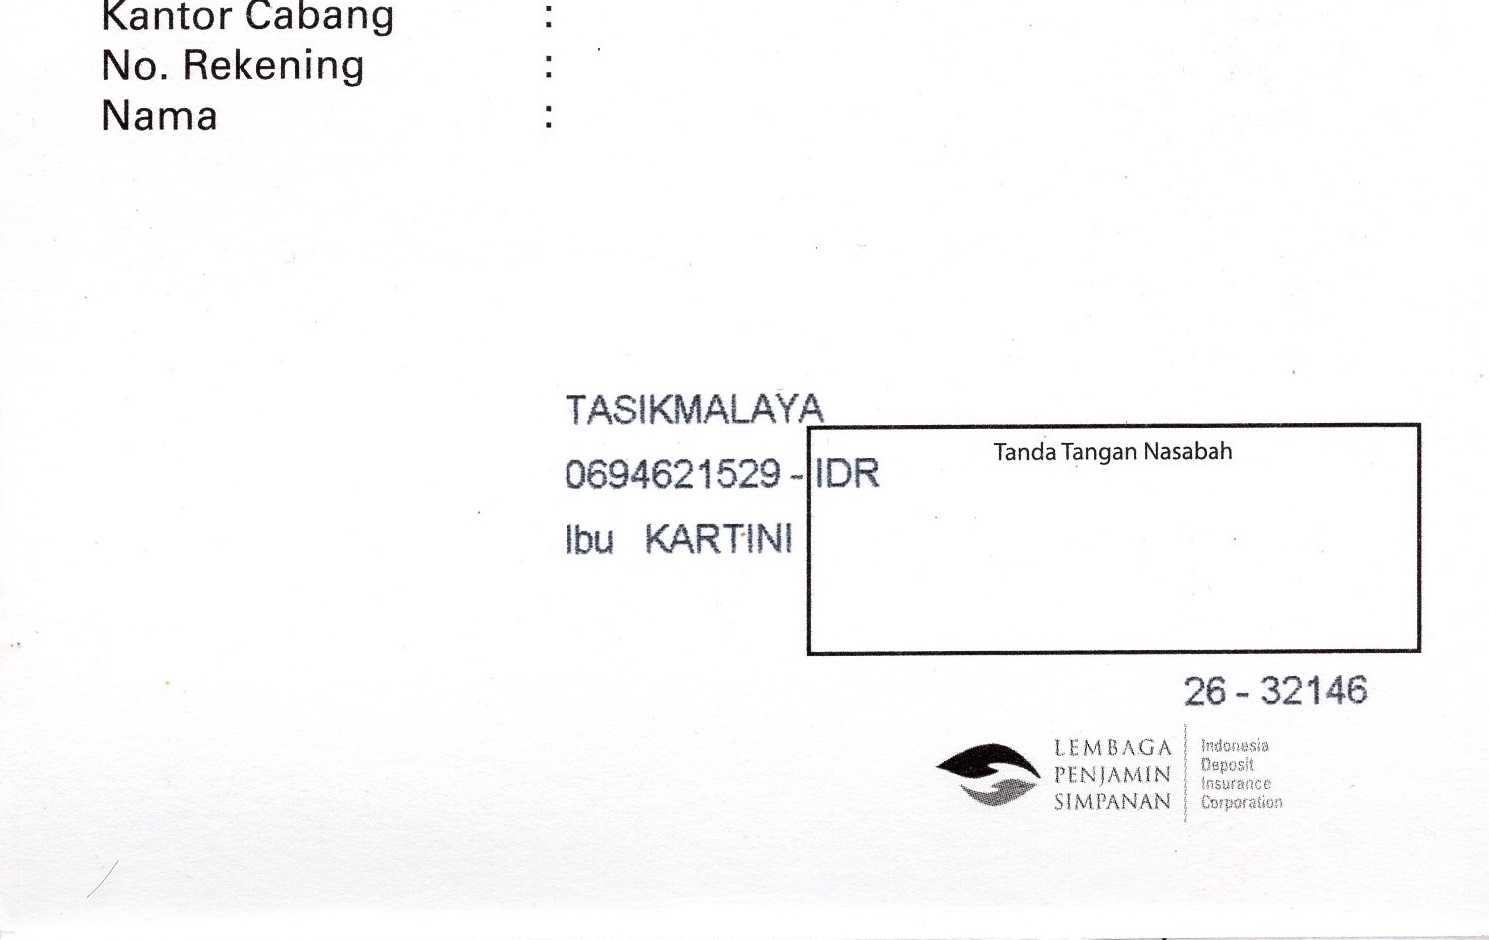 Kantor Cabang :
No. Rekening :
Nama :
TASIKMALAYA
Tanda Tangan Nasabah
0694621529 - IDR
Ibu KARTINI
26 - 32146
LEMBAGA
PENJAMIN
SIMPANAN
Indonesia
Deposit
Insurance
Corporation